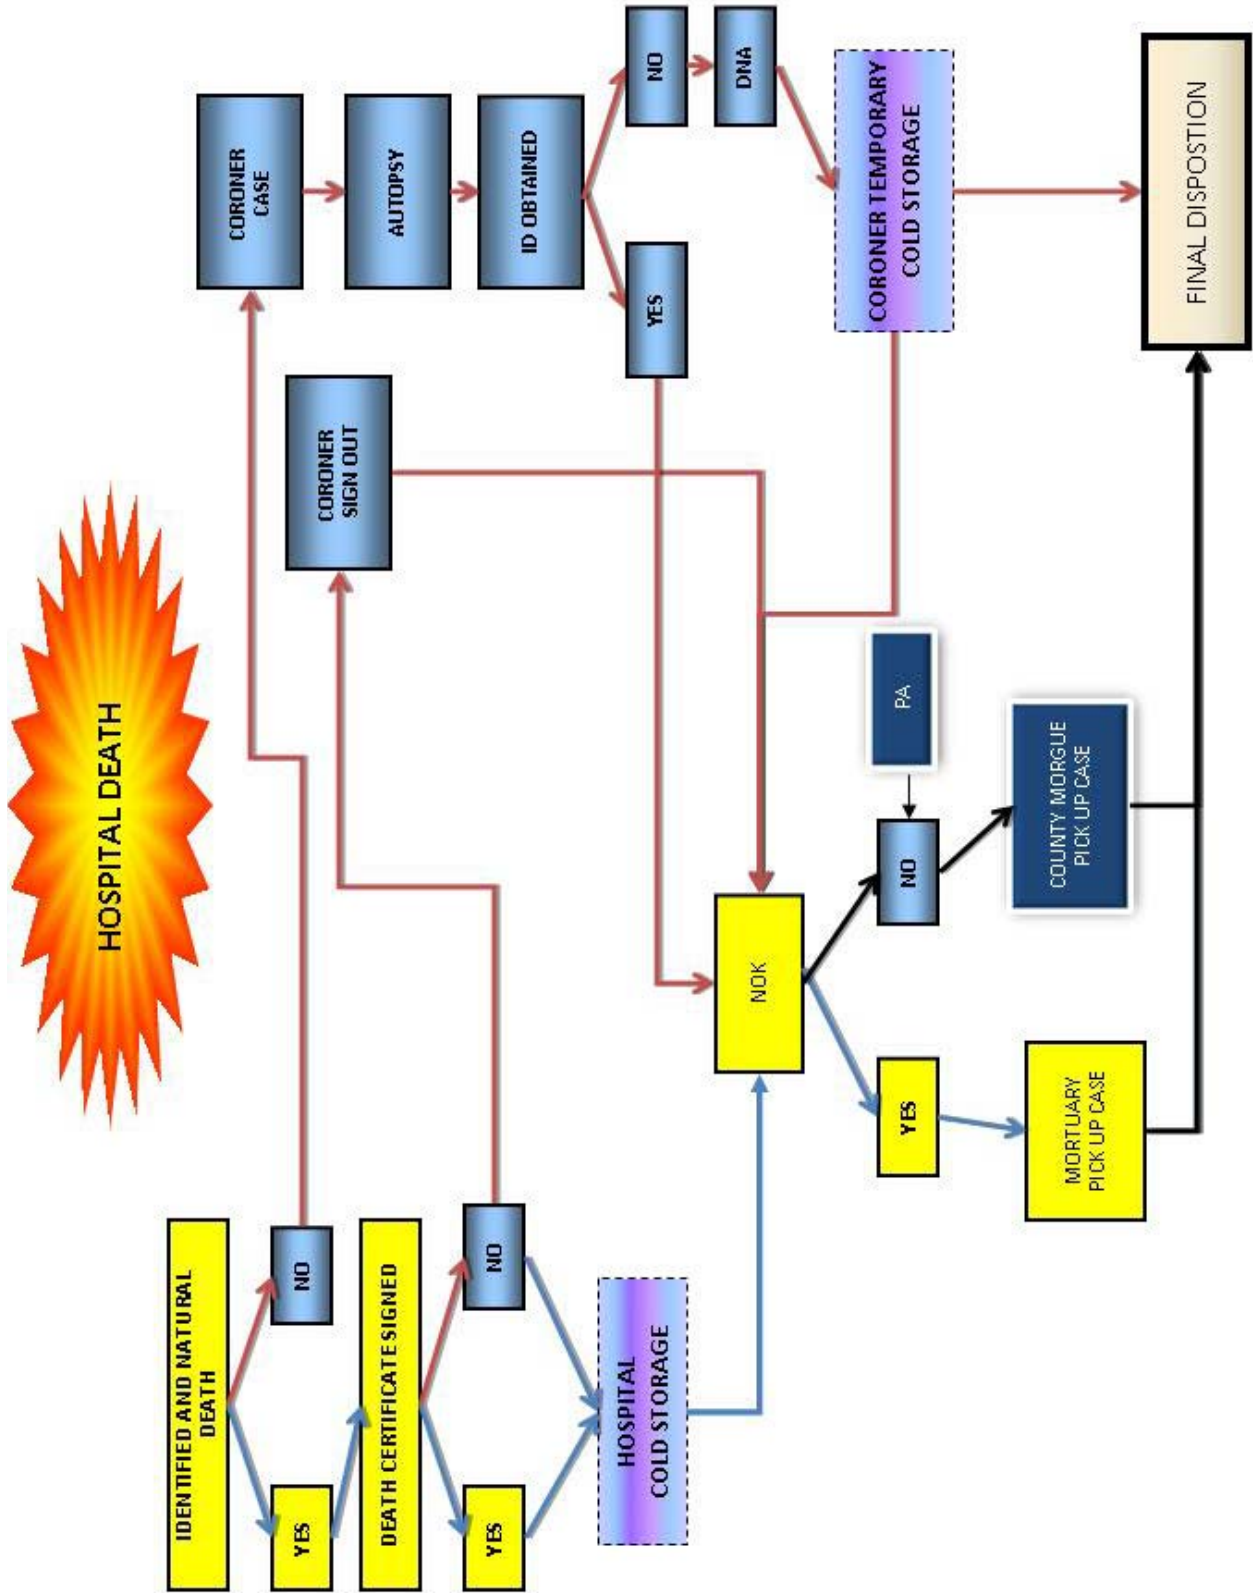 HOSPITAL DEATH
IDENTIFIED AND NATURAL
DEATH
YES
NO
DEATH CERTIFICATE SIGNED
YES
NO
HOSPITAL
COLD STORAGE
CORONER
SIGN OUT
CORONER
CASE
AUTOPSY
ID OBTAINED
YES
NO
DNA
CORONER TEMPORARY
COLD STORAGE
NOK
YES
NO
PA
MORTUARY
PICK UP CASE
COUNTY MORGUE
PICK UP CASE
FINAL DISPOSTION